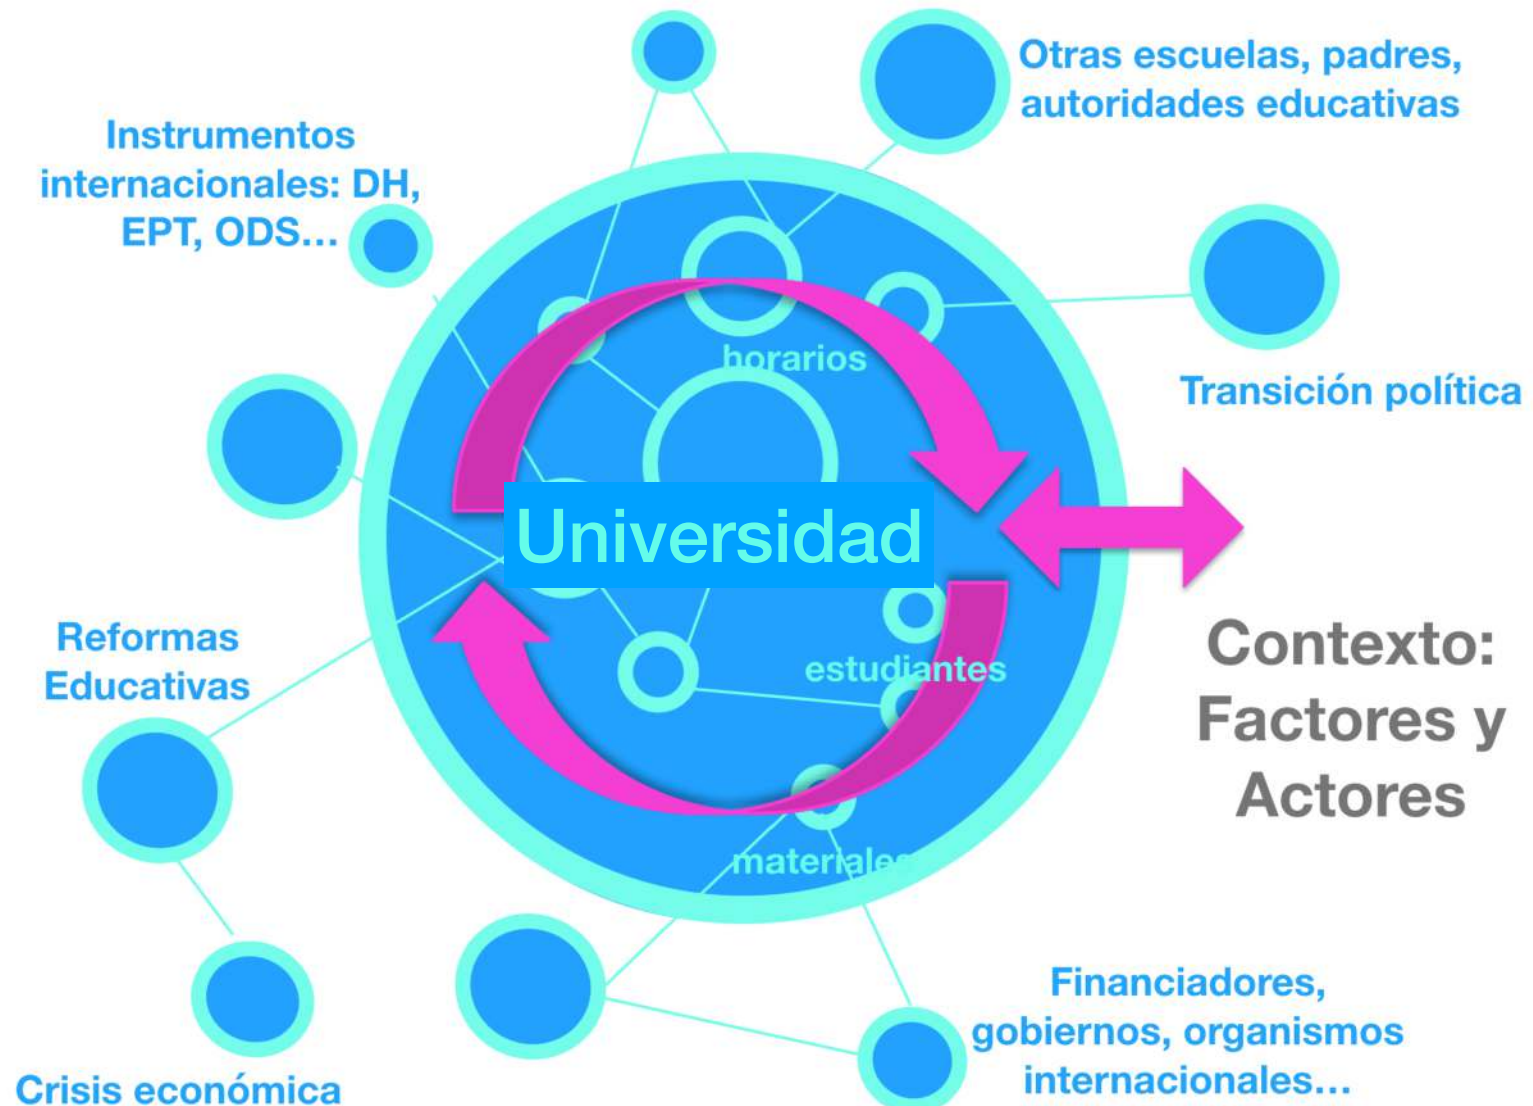 Otras escuelas, padres,
autoridades educativas
Instrumentos
internacionales: DH,
EPT, ODS...
horarios
Transición política
Universidad
Reformas
Educativas
estudiantes
Contexto:
Factores y
Actores
materiales
Financiadores,
gobiernos, organismos
internacionales...
Crisis económica